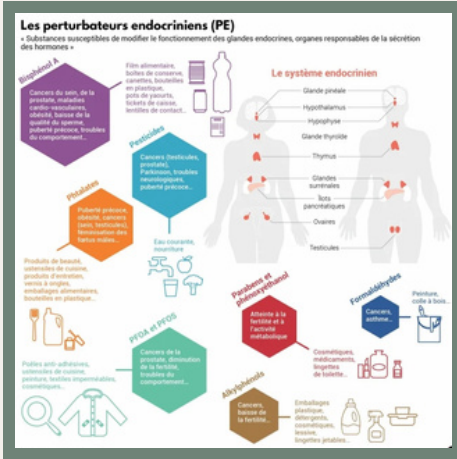 Les perturbateurs endocriniens (PE)
« Substances susceptibles de modifier le fonctionnement des glandes endocrines, organes responsables de la sécrétion
des hormones »
Bisphénol A
Cancers du sein, de la
prostate, maladies
cardio-vasculaires,
obésité, baisse de la
qualité du sperme,
puberté précoce, troubles
du comportement...
Film alimentaire,
boîtes de conserve,
canettes, bouteilles
en plastique,
pots de yaourts,
tickets de caisse,
lentilles de contact...
Pesticides
Cancers (testicules,
prostate),
Parkinson, troubles
neurologiques,
puberté précoce...
Eau courante,
nourriture
Phtalates
Puberté précoce,
obésité, cancers
(sein, testicules),
féminisation des
fœtus mâles...
Produits de beauté,
ustensiles de cuisine,
produits d'entretien,
vernis à ongles,
emballages alimentaires,
bouteilles en plastique...
PFOA et PFOS
Cancers de la
prostate, diminution
de la fertilité,
troubles du
comportement...
Poêles anti-adhésives,
ustensiles de cuisine,
peinture, textiles imperméables,
cosmétiques...
Le système endocrinien
Glande pinéale
Hypothalamus
Hypophyse
Glande thyroïde
Thymus
Glandes
surrénales
Îlots
pancréatiques
Ovaires
Testicules
Parabens et
phénoxyéthanol
Atteinte à la
fertilité et à
l'activité
métabolique
Cosmétiques,
médicaments,
lingettes
de toilette...
Formaldéhydes
Cancers,
asthme...
Peinture,
colle à bois...
Alkylphénols
Cancers,
baisse de
la fertilité...
Emballages
plastique,
détergents,
cosmétiques,
lessive,
lingettes jetables...